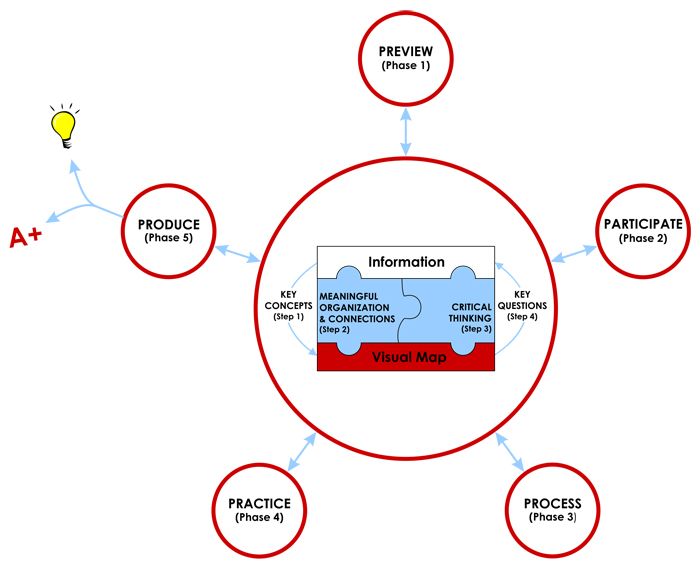 PREVIEW
(Phase 1)
PARTICIPATE
(Phase 2)
PRODUCE
(Phase 5)
A+
Information
KEY
CONCEPTS
(Step 1)
MEANINGFUL
ORGANIZATION
& CONNECTIONS
(Step 2)
CRITICAL
THINKING
(Step 3)
KEY
QUESTIONS
(Step 4)
Visual Map
PRACTICE
(Phase 4)
PROCESS
(Phase 3)